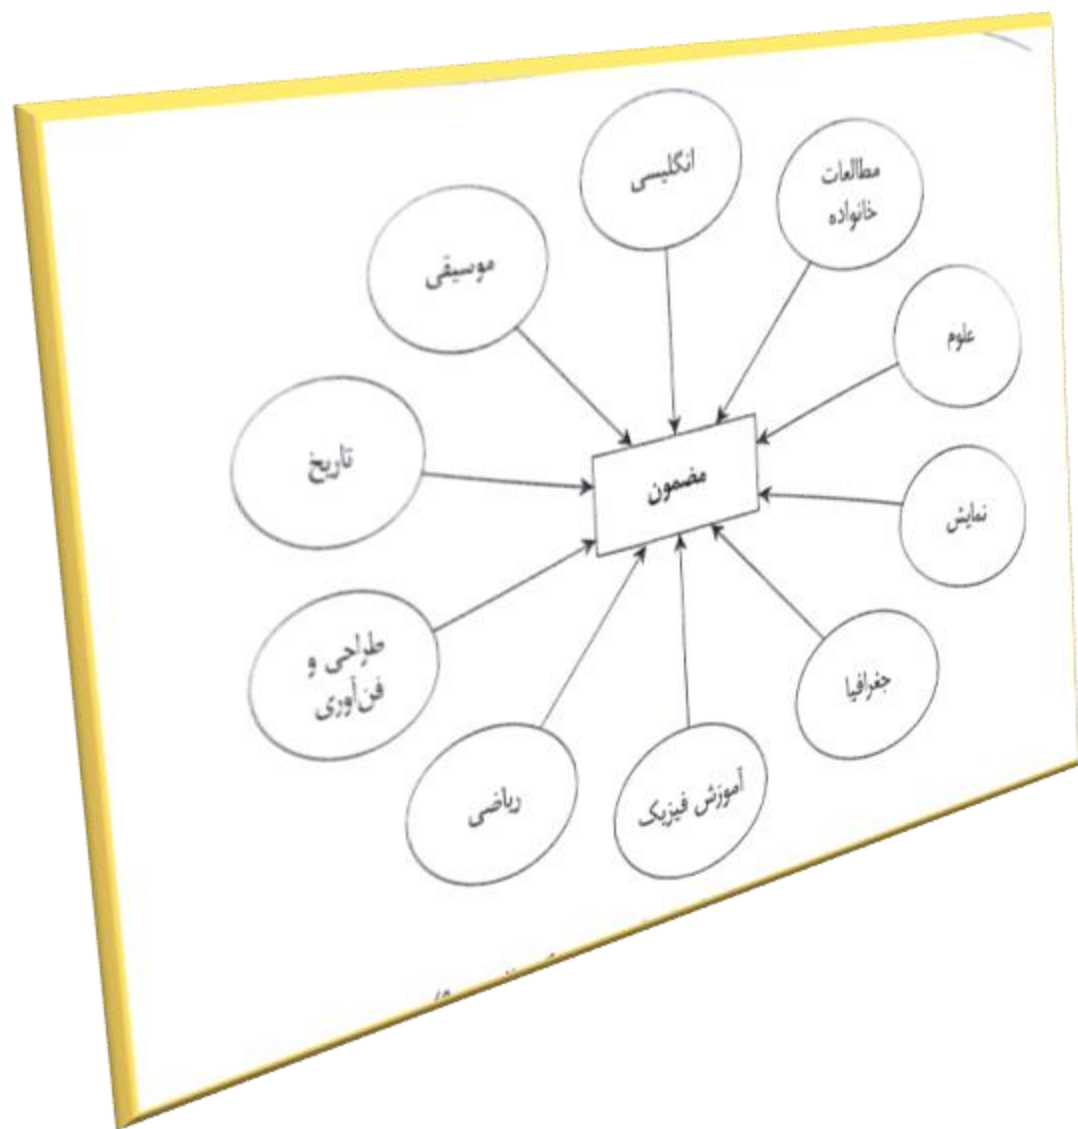 انگلیسی
مطالعات
خانواده
موسیقی
علوم
تاریخ
مضمون
نمایش
طراحی و
فن‌آوری
جغرافیا
ریاضی
آموزش فیزیک